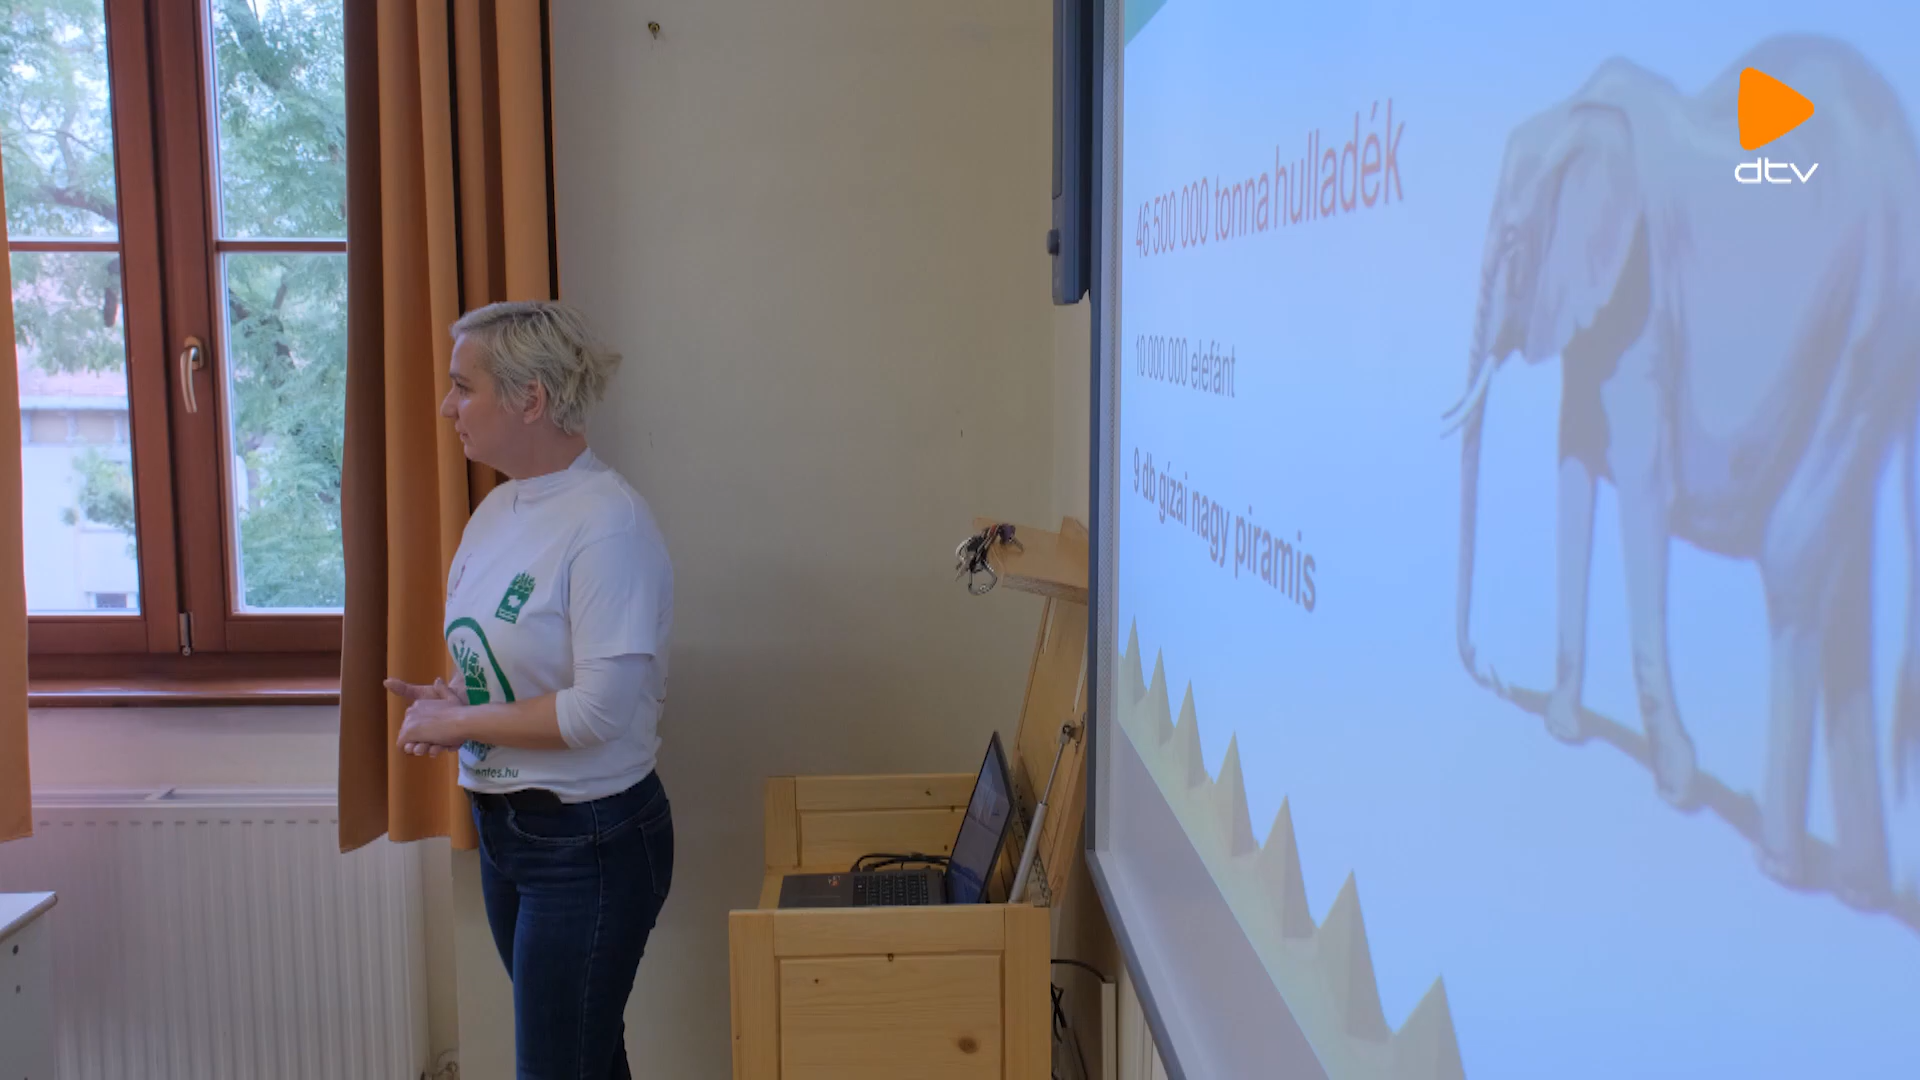 dtv
46 500 000 tonna hulladék
10 000 000 elefánt
9 db gízai nagy piramis